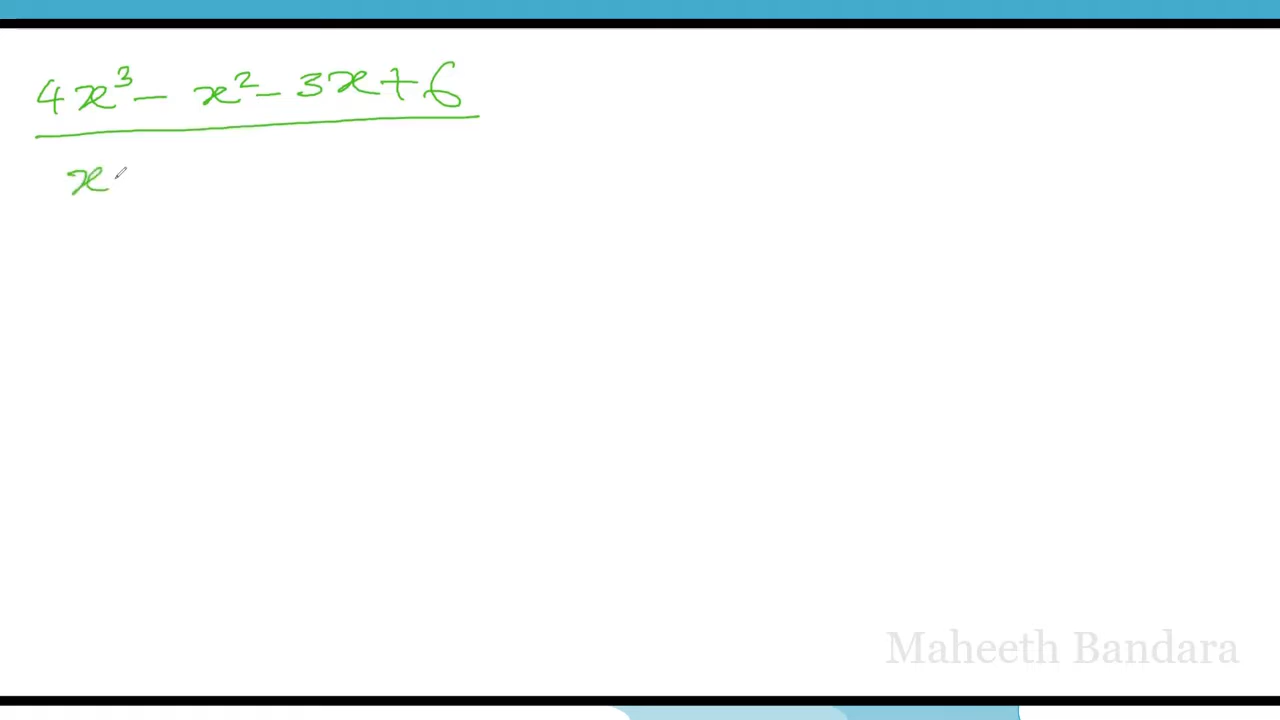 4x³ - x² - 3x + 6
x
Maheeth Bandara